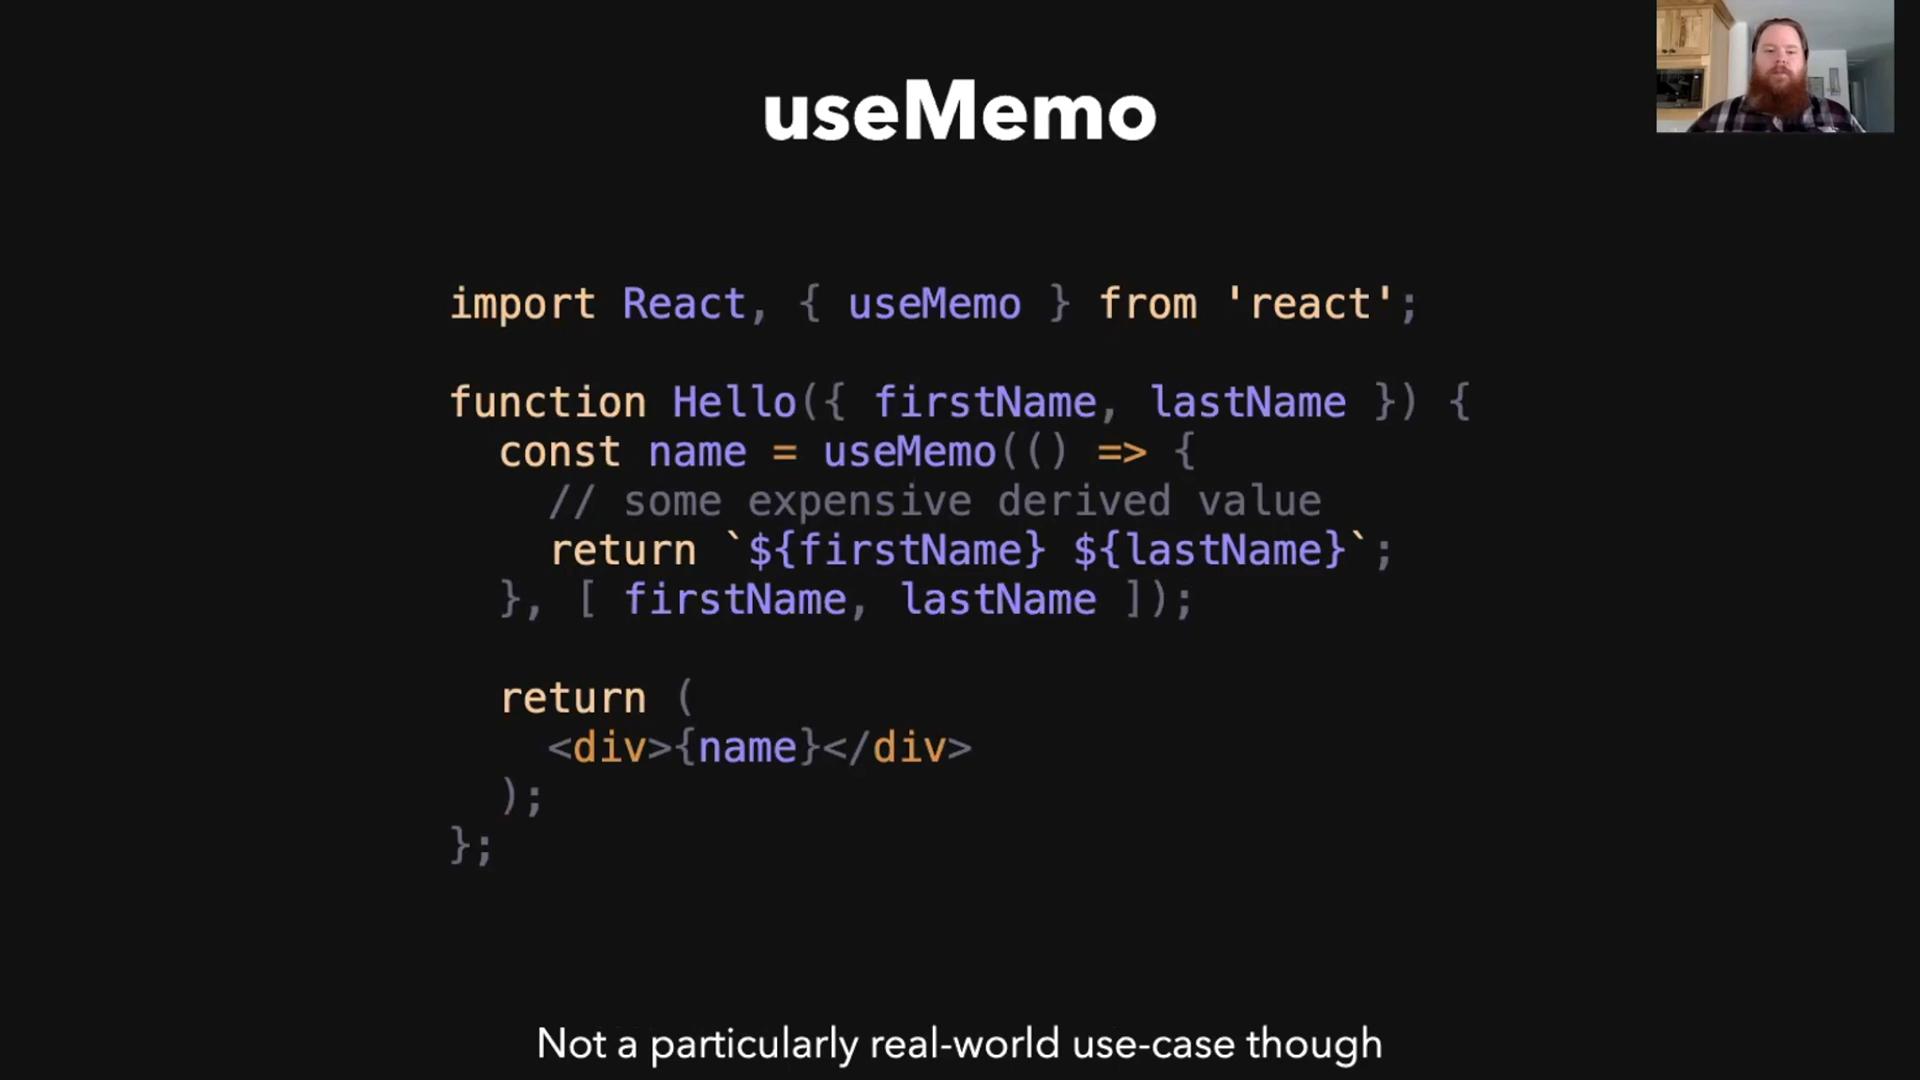 useMemo
import React, { useMemo } from 'react';
function Hello({ firstName, lastName }) {
const name = useMemo(() => {
// some expensive derived value
return `${firstName} ${lastName}`;
}, [ firstName, lastName ]);
return (
<div>{name}</div>
);
};
Not a particularly real-world use-case though